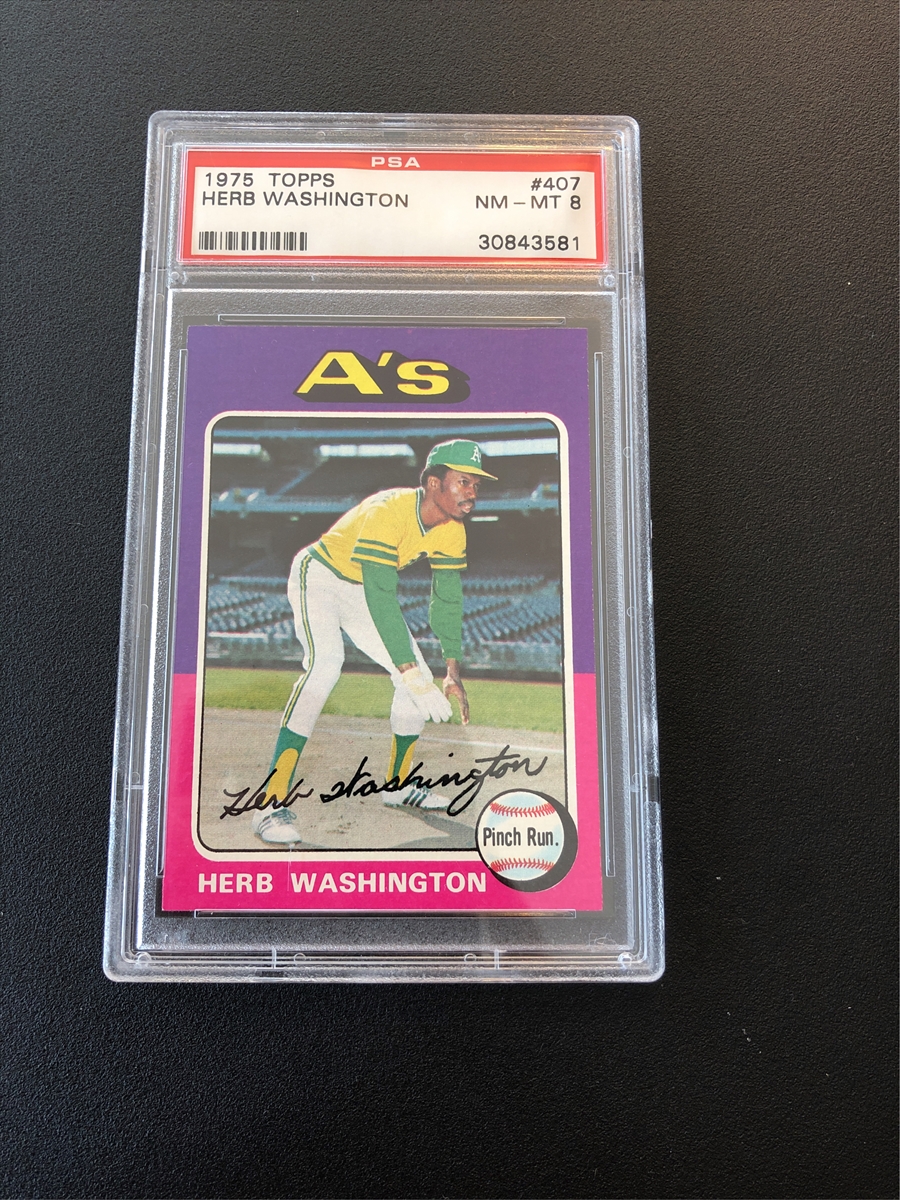 PSA
1975 TOPPS #407
HERB WASHINGTON NM - MT 8
30843581
A's
A
Herb Washington
Pinch Run.
HERB WASHINGTON